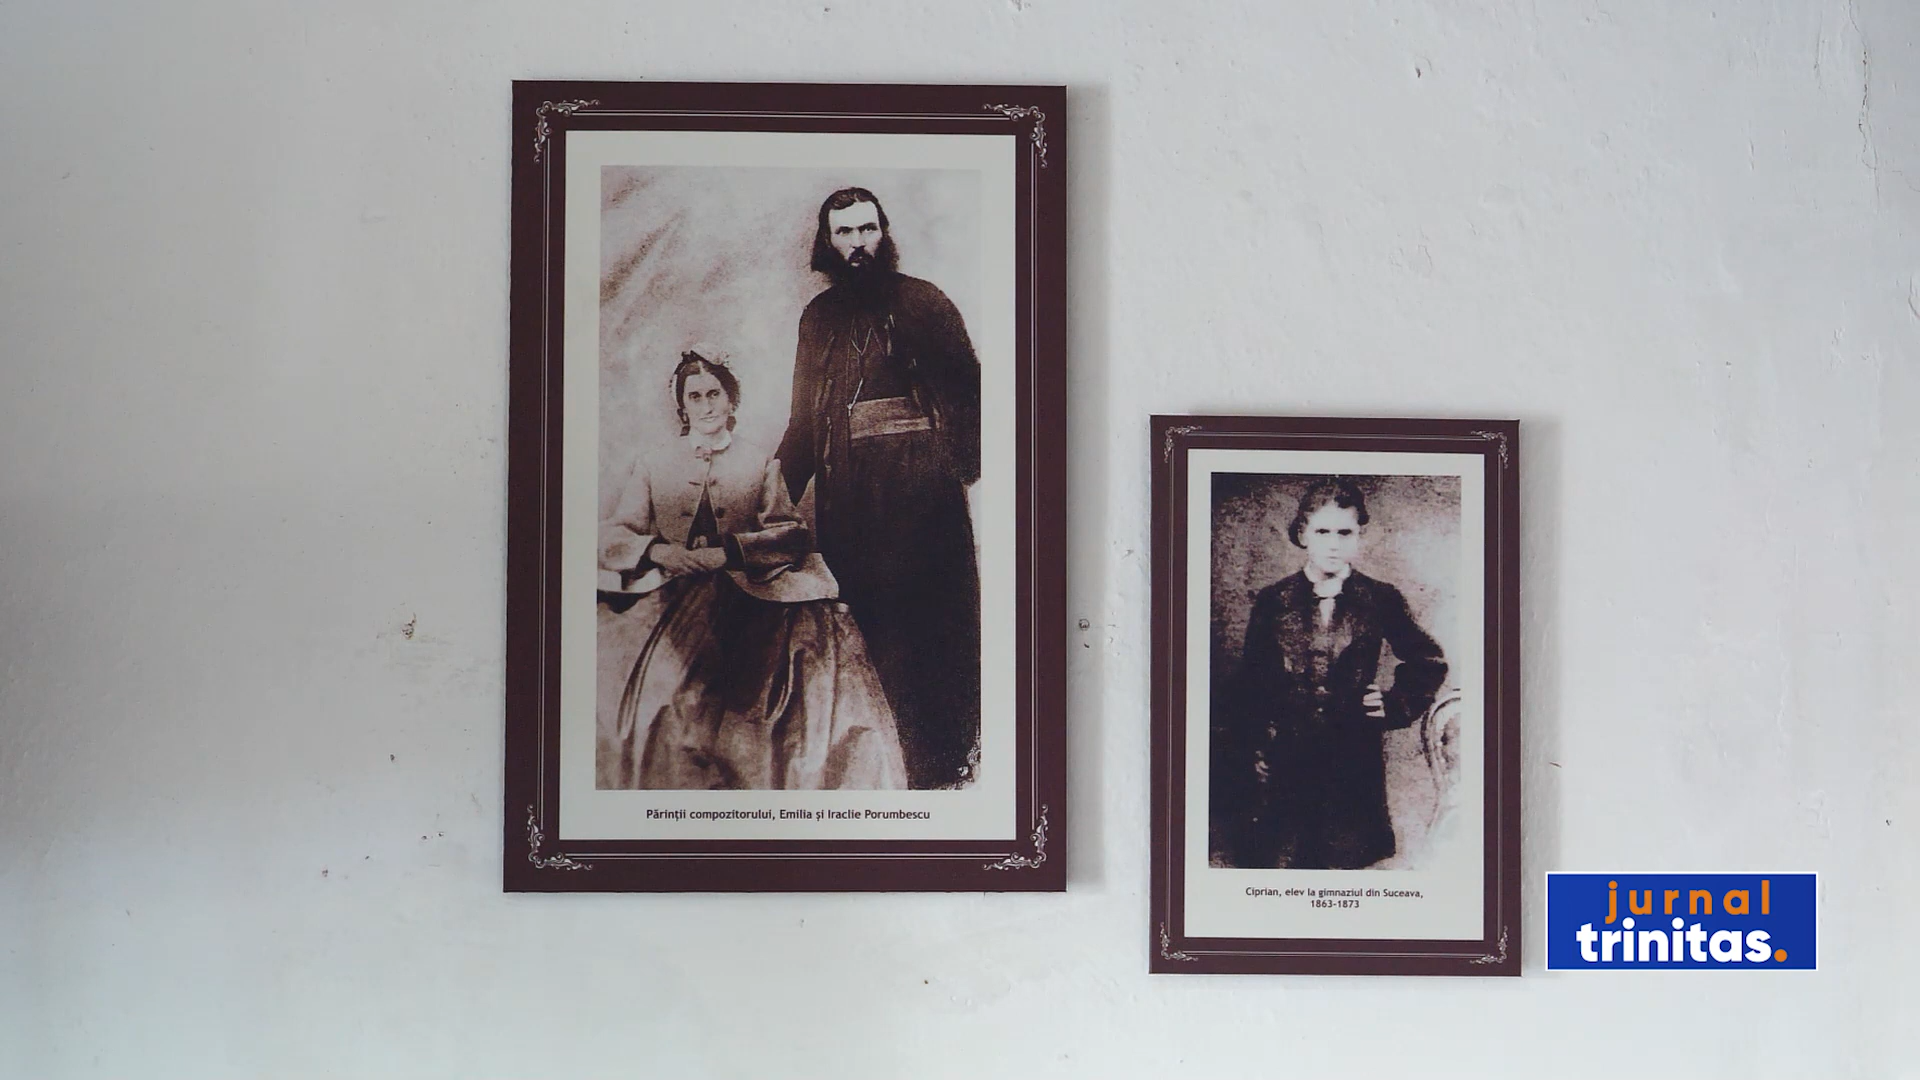 Părinții compozitorului, Emilia și Iraclie Porumbescu
Ciprian, elev la gimnaziul din Suceava,
1863-1873
jurnal
trinitas.